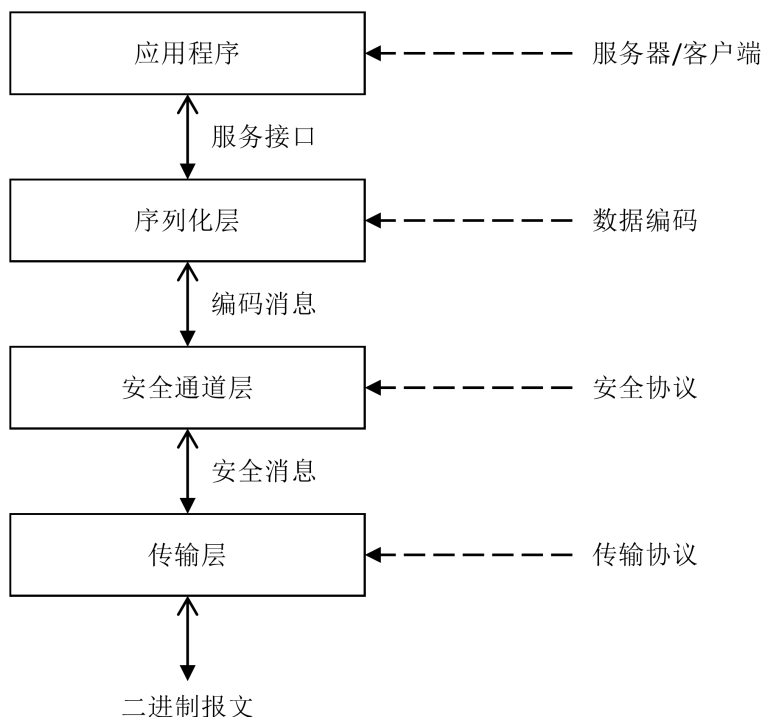 应用程序
服务器/客户端
服务接口
序列化层
数据编码
编码消息
安全通道层
安全协议
安全消息
传输层
传输协议
二进制报文